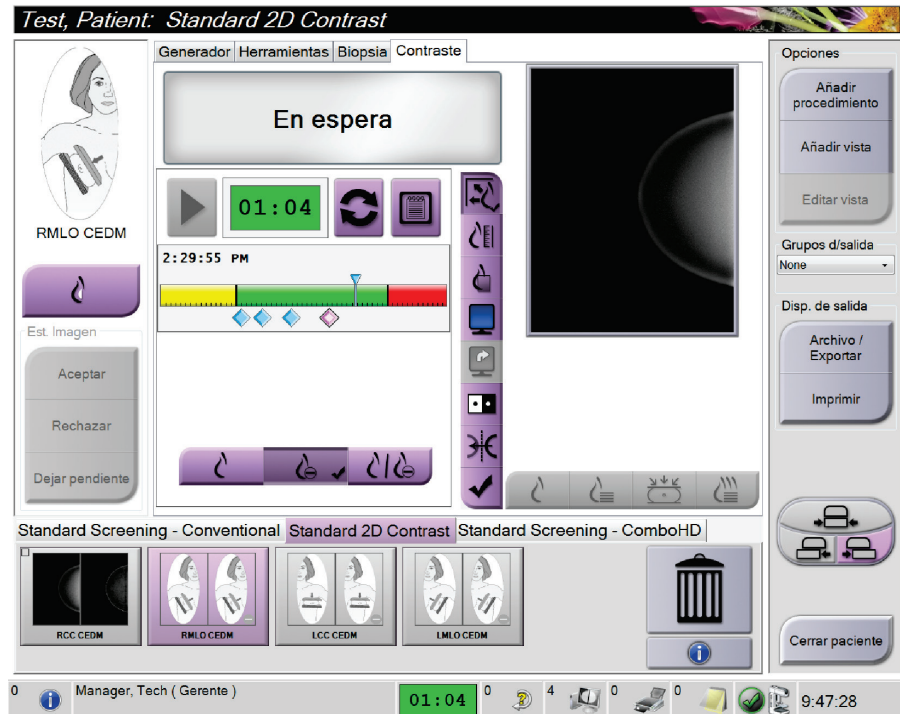 Test, Patient: Standard 2D Contrast
Generador Herramientas Biopsia Contraste
En espera
RMLO CEDM
01:04
2:29:55 PM
Est. Imagen
Aceptar
Rechazar
Dejar pendiente
Opciones
Añadir
procedimiento
Añadir vista
Editar vista
Grupos d/salida
None
Disp. de salida
Archivo /
Exportar
Imprimir
Standard Screening - Conventional Standard 2D Contrast Standard Screening - ComboHD
RCC CEDM
RMLO CEDM
LCC CEDM
LMLO CEDM
Cerrar paciente
0 Manager, Tech ( Gerente ) 01:04 0 4 0 0 9:47:28